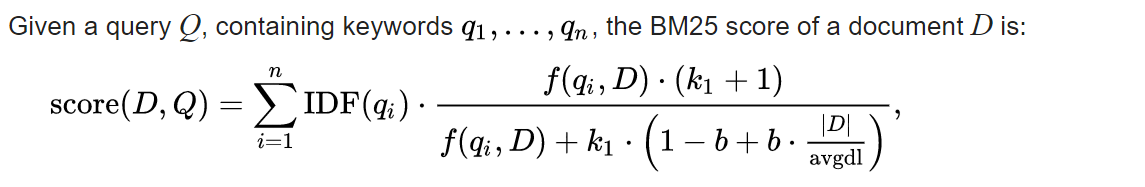 Given a query Q, containing keywords q₁, . . . , qₙ, the BM25 score of a document D is:
score(D, Q) = ∑ᵢ₌₁ⁿ IDF(qᵢ) · f(qᵢ, D) · (k₁ + 1) / f(qᵢ, D) + k₁ · (1 − b + b · |D| / avgdl),